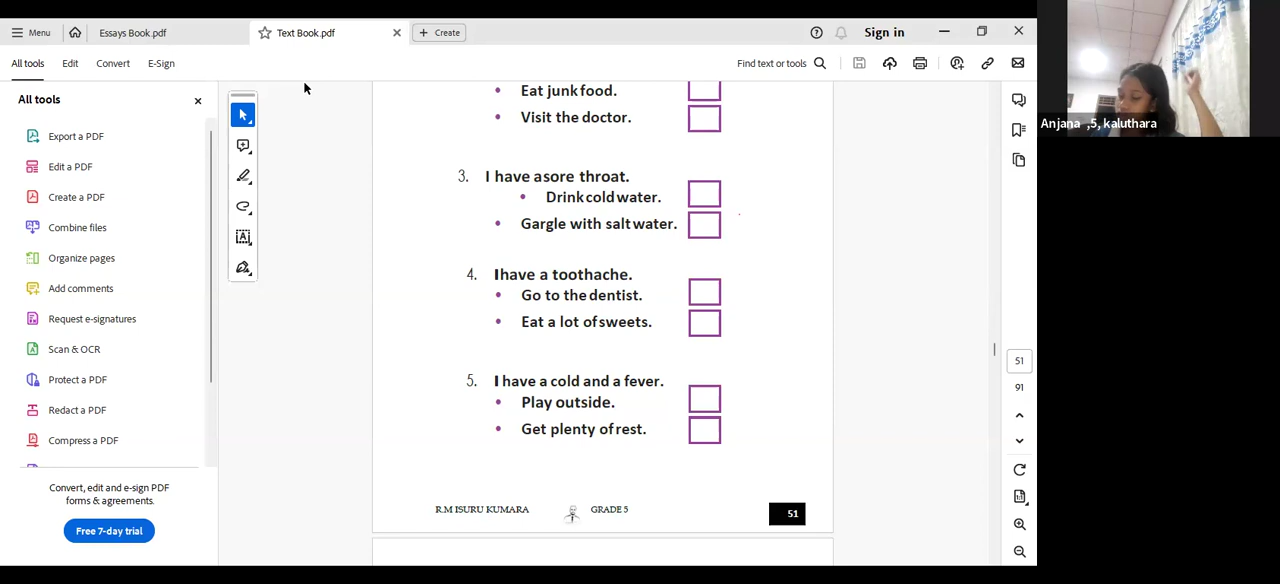 Menu
Essays Book.pdf
Text Book.pdf
Create
Sign in
All tools
Edit
Convert
E-Sign
Find text or tools
All tools
Export a PDF
Edit a PDF
Create a PDF
Combine files
Organize pages
Add comments
Request e-signatures
Scan & OCR
Protect a PDF
Redact a PDF
Compress a PDF
Convert, edit and e-sign PDF
forms & agreements.
Free 7-day trial
• Eat junk food.
• Visit the doctor.
3. I have asore throat.
• Drink cold water.
• Gargle with salt water.
4. Ihave a toothache.
• Go to the dentist.
• Eat a lot of sweets.
5. I have a cold and a fever.
• Play outside.
• Get plenty of rest.
R.M ISURU KUMARA
GRADE 5
51
51
91
Anjana ,5, kaluthara